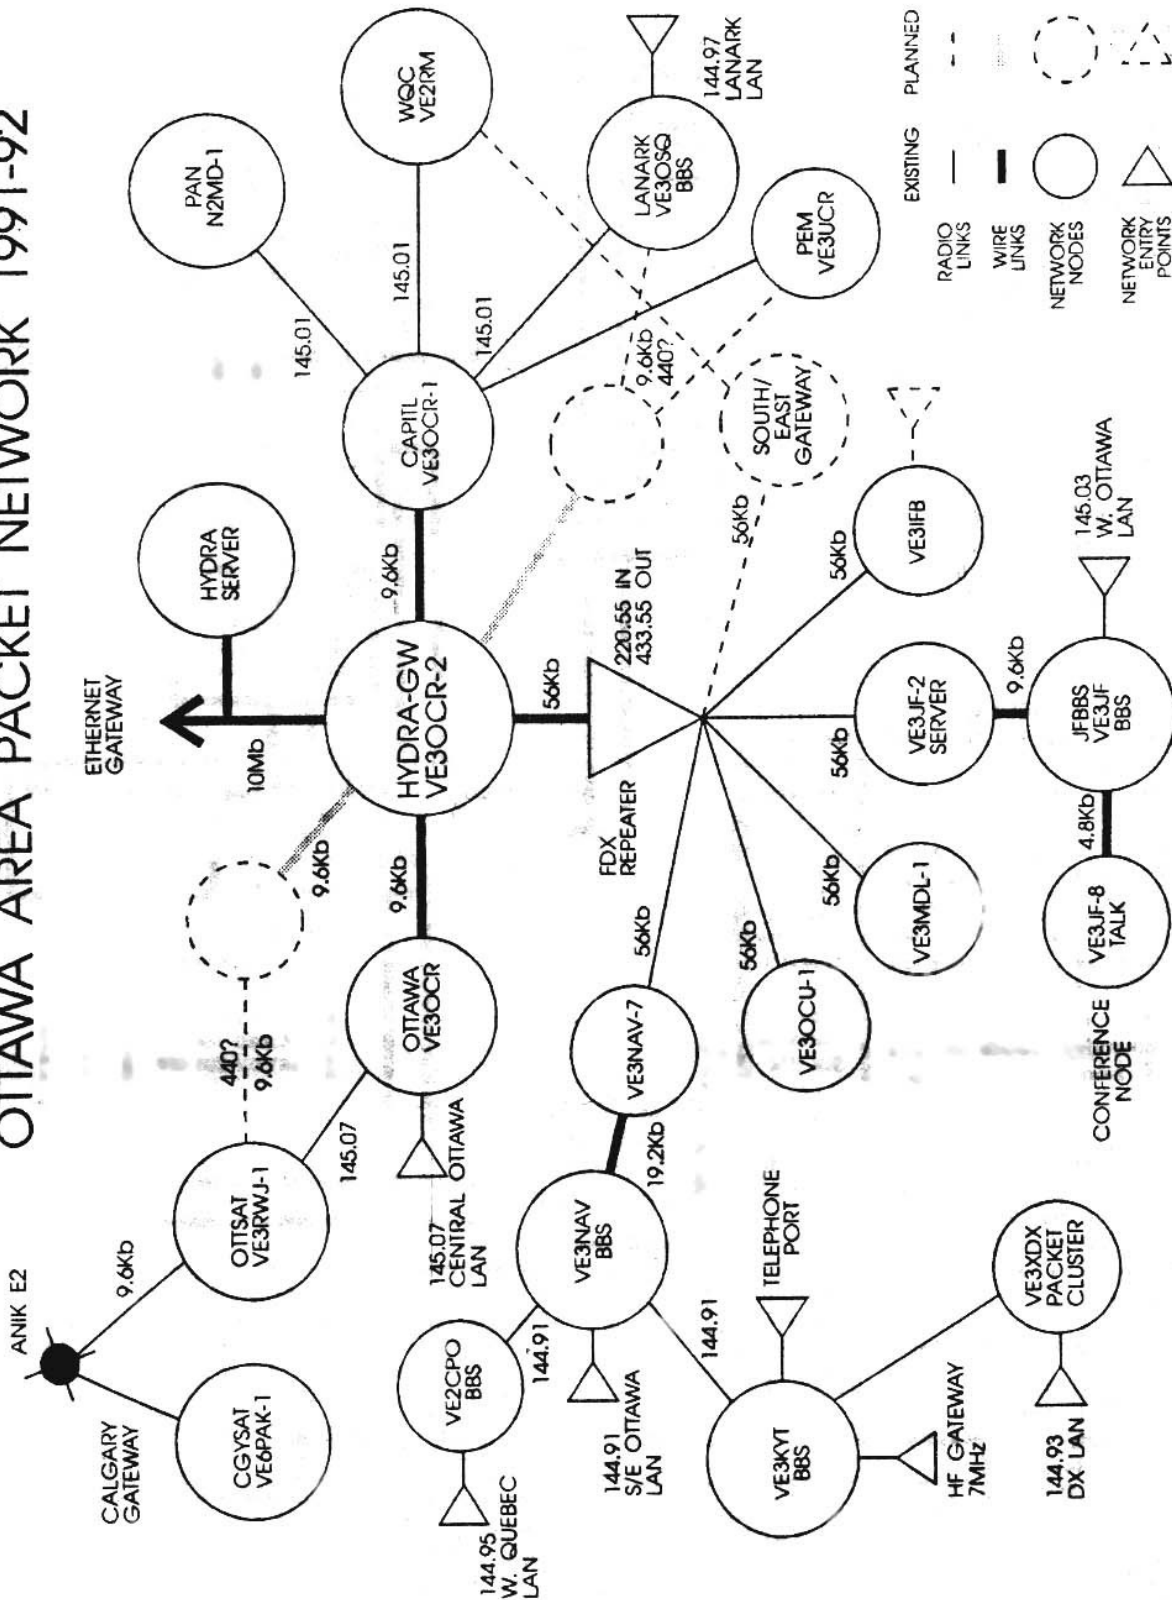 OTTAWA AREA PACKET NETWORK 1991-92
ANIK E2
CALGARY
GATEWAY
CGYSAT
VE6PAK-1
9.6Kb
OTTSAT
VE3RWJ-1
440?
9.6Kb
145.07
ETHERNET
GATEWAY
10Mb
HYDRA
SERVER
9.6Kb
PAN
N2MD-1
145.01
WQC
VE2RM
145.01
145.01
CAPITL
VE3OCR-1
9.6Kb
HYDRA-GW
VE3OCR-2
9.6Kb
OTTAWA
VE3OCR
145.07
CENTRAL OTTAWA
LAN
LANARK
VE3OSQ
BBS
144.97
LANARK
LAN
PEM
VE3UCR
9.6Kb
440?
SOUTH/
EAST
GATEWAY
56Kb
56Kb
220.55 IN
433.55 OUT
FDX
REPEATER
144.95
W. QUEBEC
LAN
VE2CPO
BBS
144.91
VE3NAV
BBS
19.2Kb
VE3NAV-7
56Kb
144.91
S/E OTTAWA
LAN
144.91
VE3OCU-1
56Kb
VE3MDL-1
56Kb
VE3JF-2
SERVER
56Kb
VE3IFB
56Kb
9.6Kb
JFBBS
VE3JF
BBS
145.03
W. OTTAWA
LAN
4.8Kb
VE3JF-8
TALK
CONFERENCE
NODE
TELEPHONE
PORT
VE3KYT
BBS
HF GATEWAY
7MHz
VE3XDX
PACKET
CLUSTER
144.93
DX LAN
EXISTING PLANNED
RADIO
LINKS
WIRE
LINKS
NETWORK
NODES
NETWORK
ENTRY
POINTS